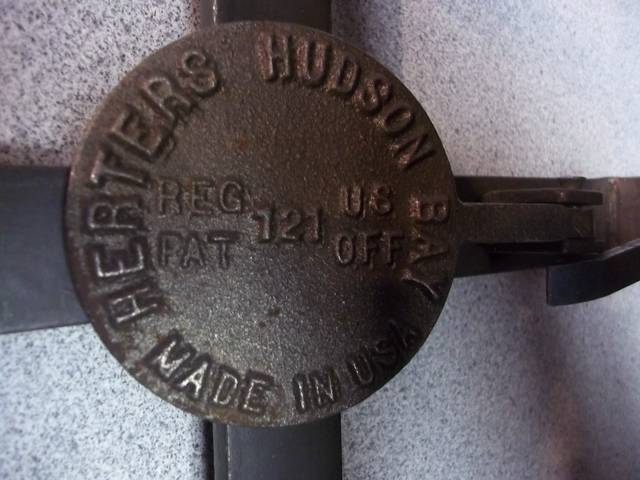 HERTERS HUDSON BAY
REG. 121 US
PAT OFF
MADE IN USA